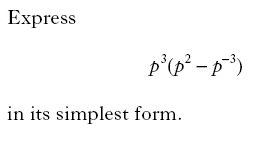 Express
p³(p² – p⁻³)
in its simplest form.